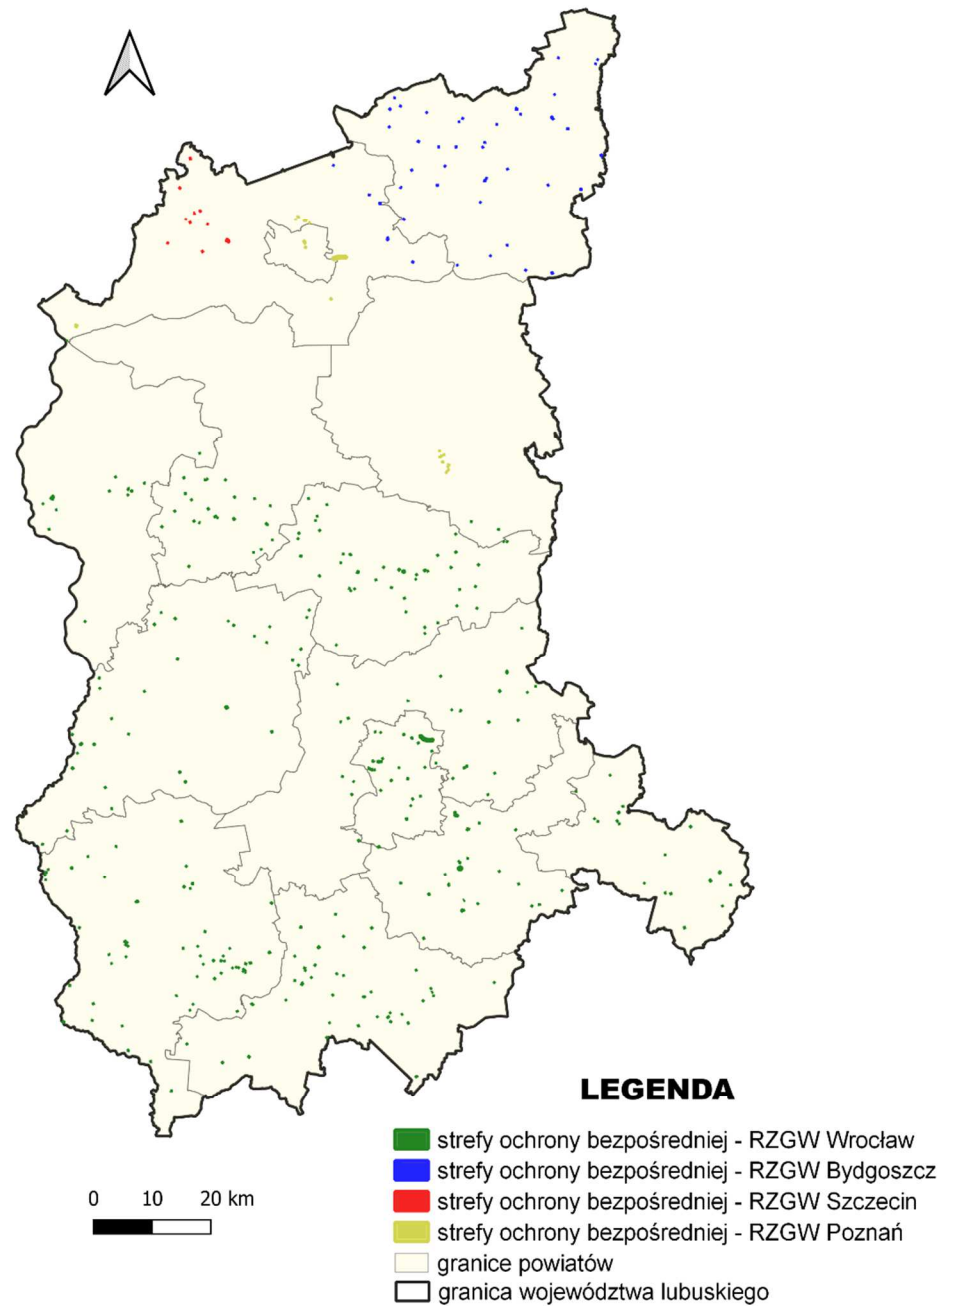 LEGENDA
strefy ochrony bezpośredniej - RZGW Wrocław
strefy ochrony bezpośredniej - RZGW Bydgoszcz
strefy ochrony bezpośredniej - RZGW Szczecin
strefy ochrony bezpośredniej - RZGW Poznań
granice powiatów
granica województwa lubuskiego
0 10 20 km